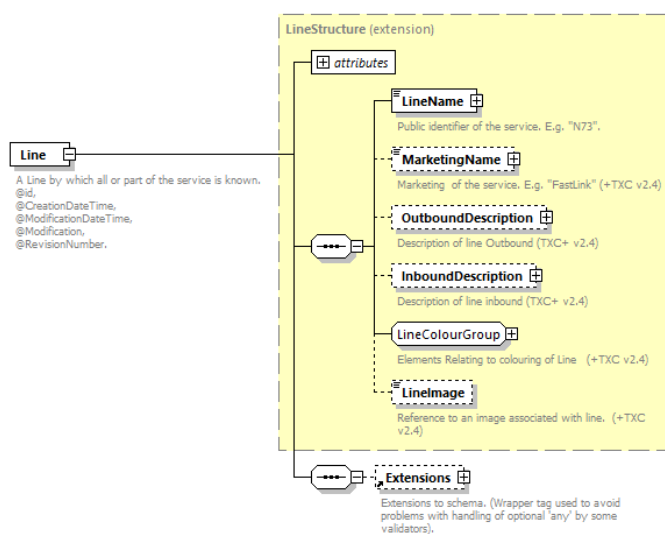 LineStructure (extension)
attributes
LineName
Public identifier of the service. E.g. "N73".
Line
MarketingName
A Line by which all or part of the service is known.
@id,
@CreationDateTime,
@ModificationDateTime,
@Modification,
@RevisionNumber.
Marketing of the service. E.g. "FastLink" (+TXC v2.4)
OutboundDescription
Description of line Outbound (TXC+ v2.4)
InboundDescription
Description of line inbound (TXC+ v2.4)
LineColourGroup
Elements Relating to colouring of Line (+TXC v2.4)
LineImage
Reference to an image associated with line. (+TXC
v2.4)
Extensions
Extensions to schema. (Wrapper tag used to avoid
problems with handling of optional 'any' by some
validators).